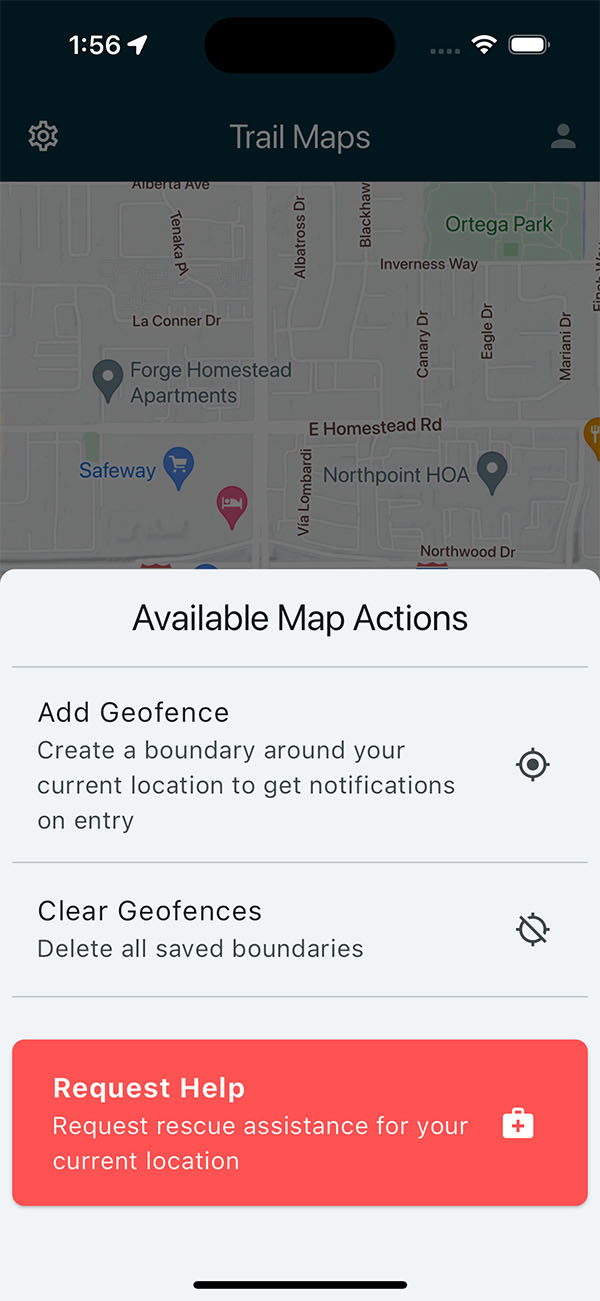 1:56
Trail Maps
Alberta Ave
Tenaka Pl
Albatross Dr
Blackhaw
Ortega Park
Inverness Way
La Conner Dr
Canary Dr
Eagle Dr
Mariani Dr
Forge Homestead
Apartments
E Homestead Rd
Safeway
Via Lombardi
Northpoint HOA
Northwood Dr
Available Map Actions
Add Geofence
Create a boundary around your
current location to get notifications
on entry
Clear Geofences
Delete all saved boundaries
Request Help
Request rescue assistance for your
current location